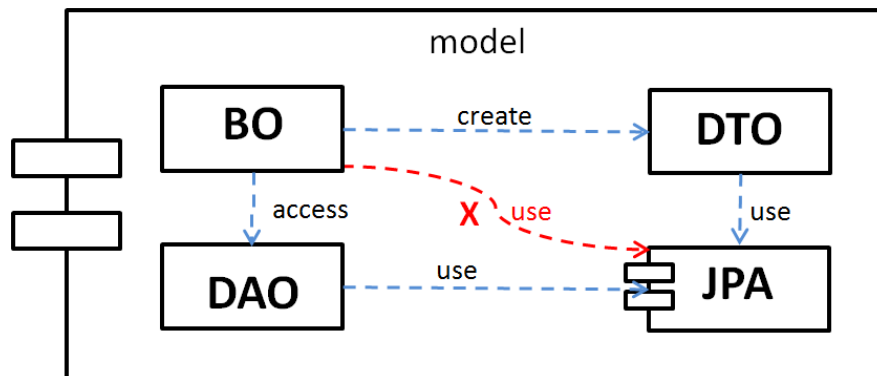 model
BO
create
DTO
access
X use
use
DAO
use
JPA